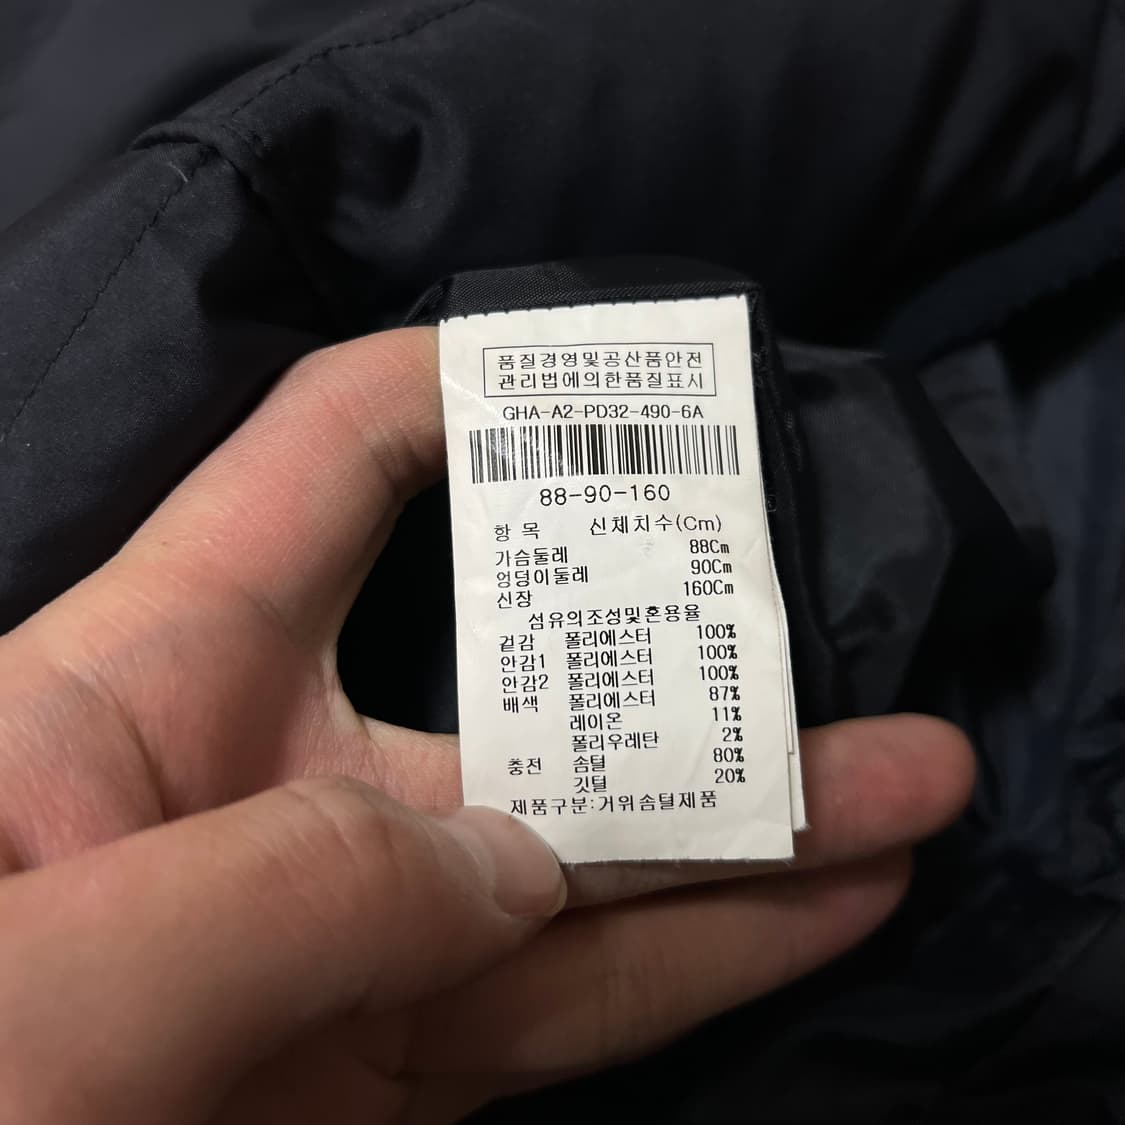 품질경영및공산품안전
관리법에의한품질표시
GHA-A2-PD32-490-6A
88-90-160
항 목 신체치수(Cm)
가슴둘레 88Cm
엉덩이둘레 90Cm
신장 160Cm
섬유의조성및혼용율
겉감 폴리에스터 100%
안감1 폴리에스터 100%
안감2 폴리에스터 100%
배색 폴리에스터 87%
레이온 11%
폴리우레탄 2%
충전 솜털 80%
깃털 20%
제품구분:거위솜털제품